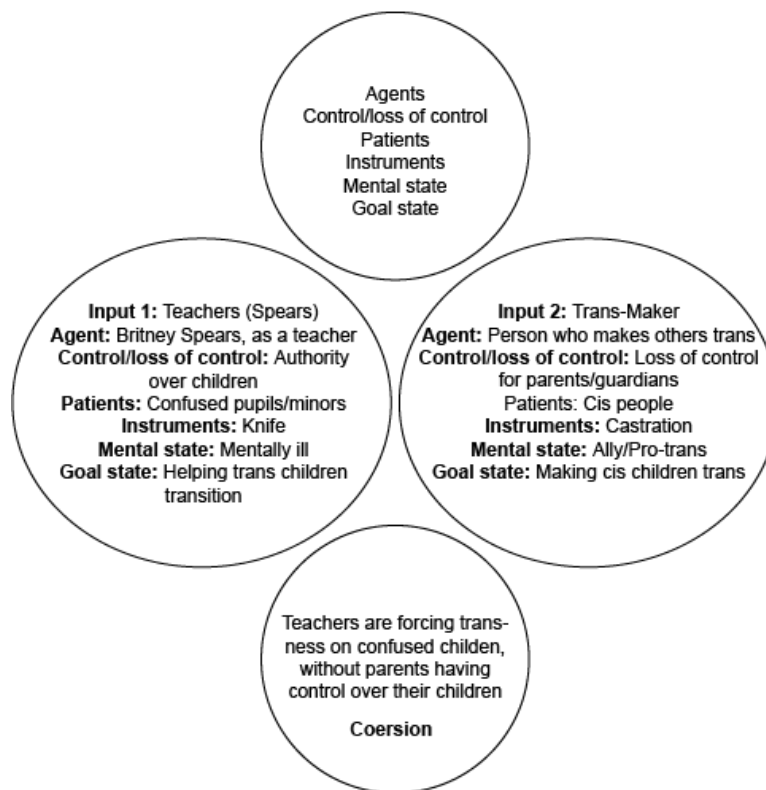 Agents
Control/loss of control
Patients
Instruments
Mental state
Goal state
Input 1: Teachers (Spears)
Agent: Britney Spears, as a teacher
Control/loss of control: Authority
over children
Patients: Confused pupils/minors
Instruments: Knife
Mental state: Mentally ill
Goal state: Helping trans children
transition
Input 2: Trans-Maker
Agent: Person who makes others trans
Control/loss of control: Loss of control
for parents/guardians
Patients: Cis people
Instruments: Castration
Mental state: Ally/Pro-trans
Goal state: Making cis children trans
Teachers are forcing trans-
ness on confused childen,
without parents having
control over their children
Coersion